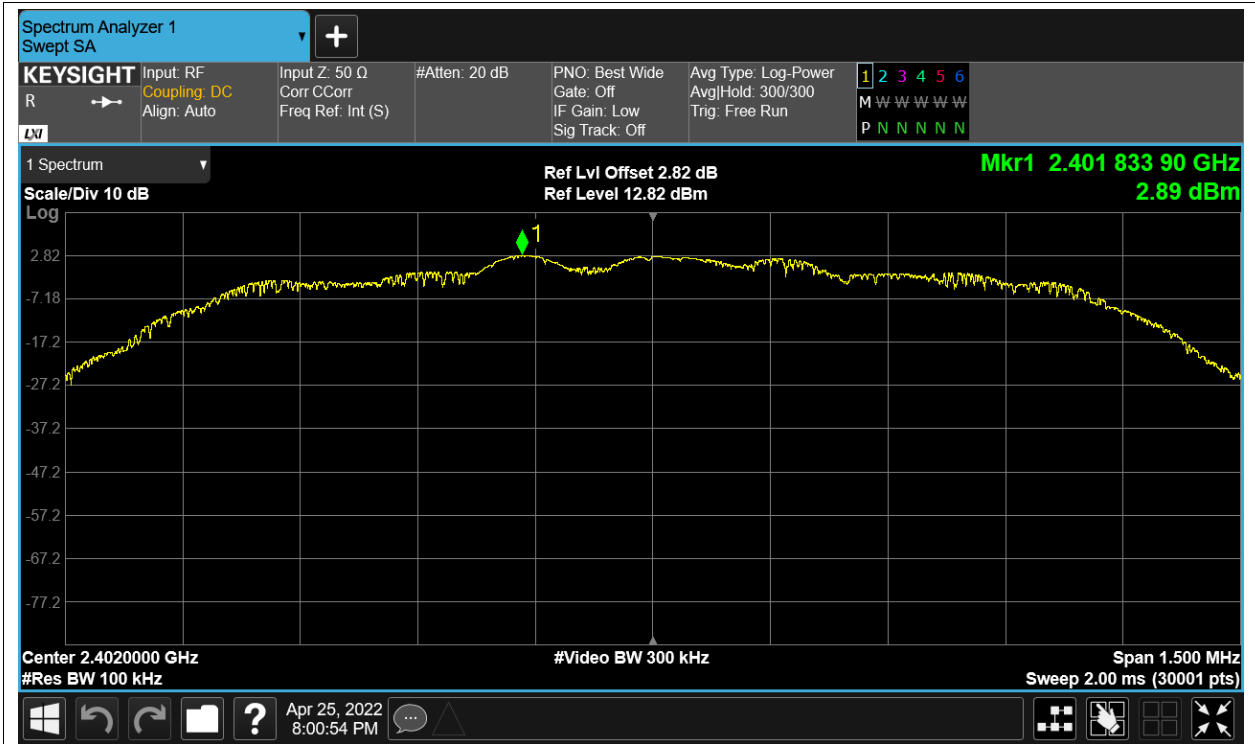 Spectrum Analyzer 1
Swept SA
KEYSIGHT
R
LXI
Input: RF
Coupling: DC
Align: Auto
Input Z: 50 Ω
Corr CCorr
Freq Ref: Int (S)
#Atten: 20 dB
PNO: Best Wide
Gate: Off
IF Gain: Low
Sig Track: Off
Avg Type: Log-Power
Avg|Hold: 300/300
Trig: Free Run
1 2 3 4 5 6
M W W W W W
P N N N N N
1 Spectrum
Scale/Div 10 dB
Log
Ref Lvl Offset 2.82 dB
Ref Level 12.82 dBm
Mkr1 2.401 833 90 GHz
2.89 dBm
1
2.82
-7.18
-17.2
-27.2
-37.2
-47.2
-57.2
-67.2
-77.2
Center 2.4020000 GHz
#Res BW 100 kHz
#Video BW 300 kHz
Span 1.500 MHz
Sweep 2.00 ms (30001 pts)
?
Apr 25, 2022
8:00:54 PM